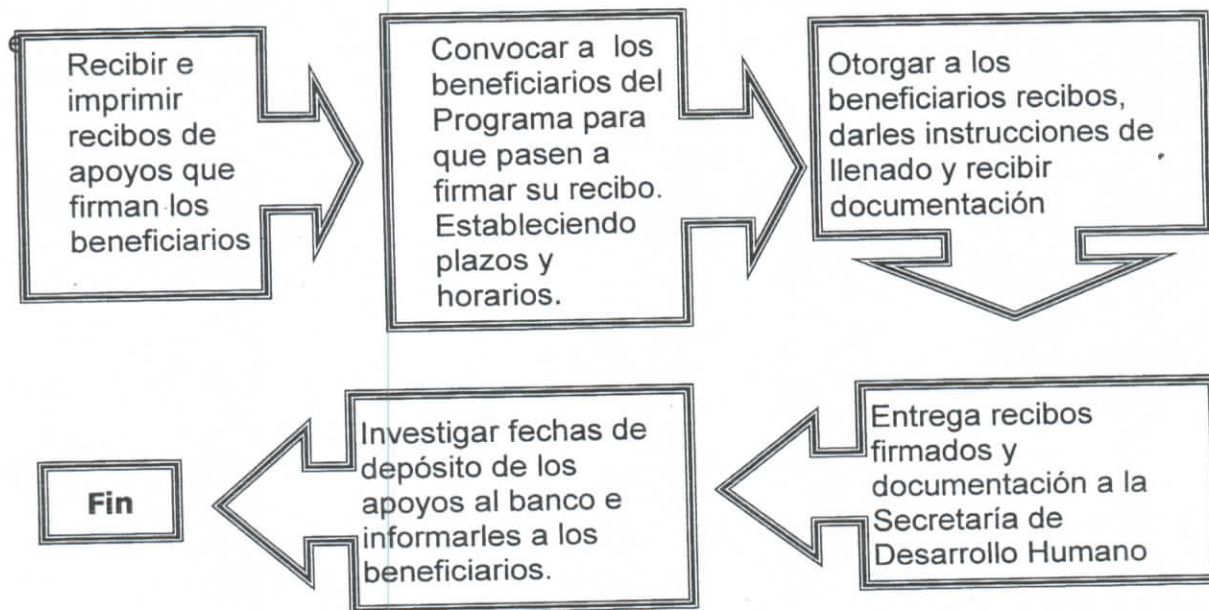 Recibir e
imprimir
recibos de
apoyos que
firman los
beneficiarios
Convocar a los
beneficiarios del
Programa para
que pasen a
firmar su recibo.
Estableciendo
plazos y
horarios.
Otorgar a los
beneficiarios recibos,
darles instrucciones de
llenado y recibir
documentación
Entrega recibos
firmados y
documentación a la
Secretaría de
Desarrollo Humano
Investigar fechas de
depósito de los
apoyos al banco e
informarles a los
beneficiarios.
Fin